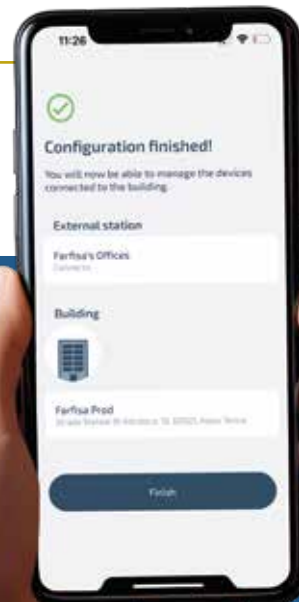 11:26
Configuration finished!
You will now be able to manage the devices
connected to the building.
External station
Farfisa's Offices
Building
Farfisa Prod
Finish